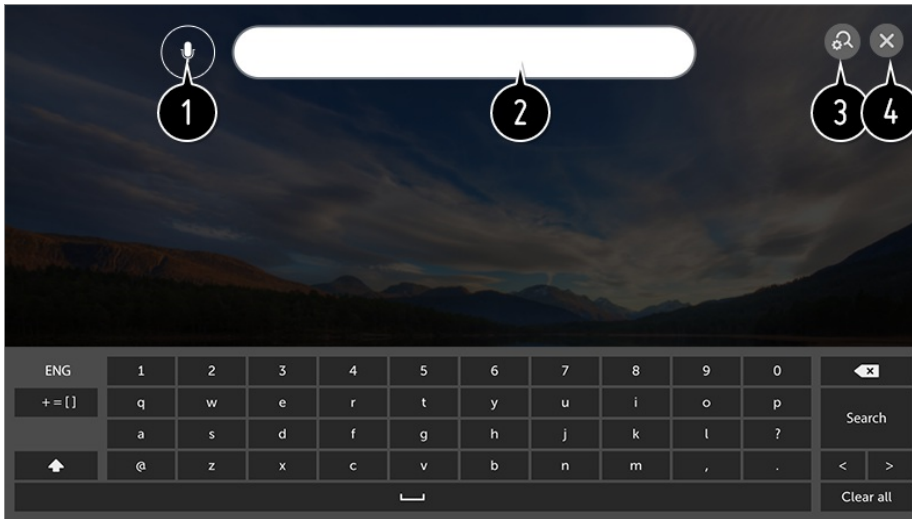 1 2 3 4
ENG 1 2 3 4 5 6 7 8 9 0
+=[] q w e r t y u i o p
Search
a s d f g h j k l ?
@ z x c v b n m , . < >
Clear all